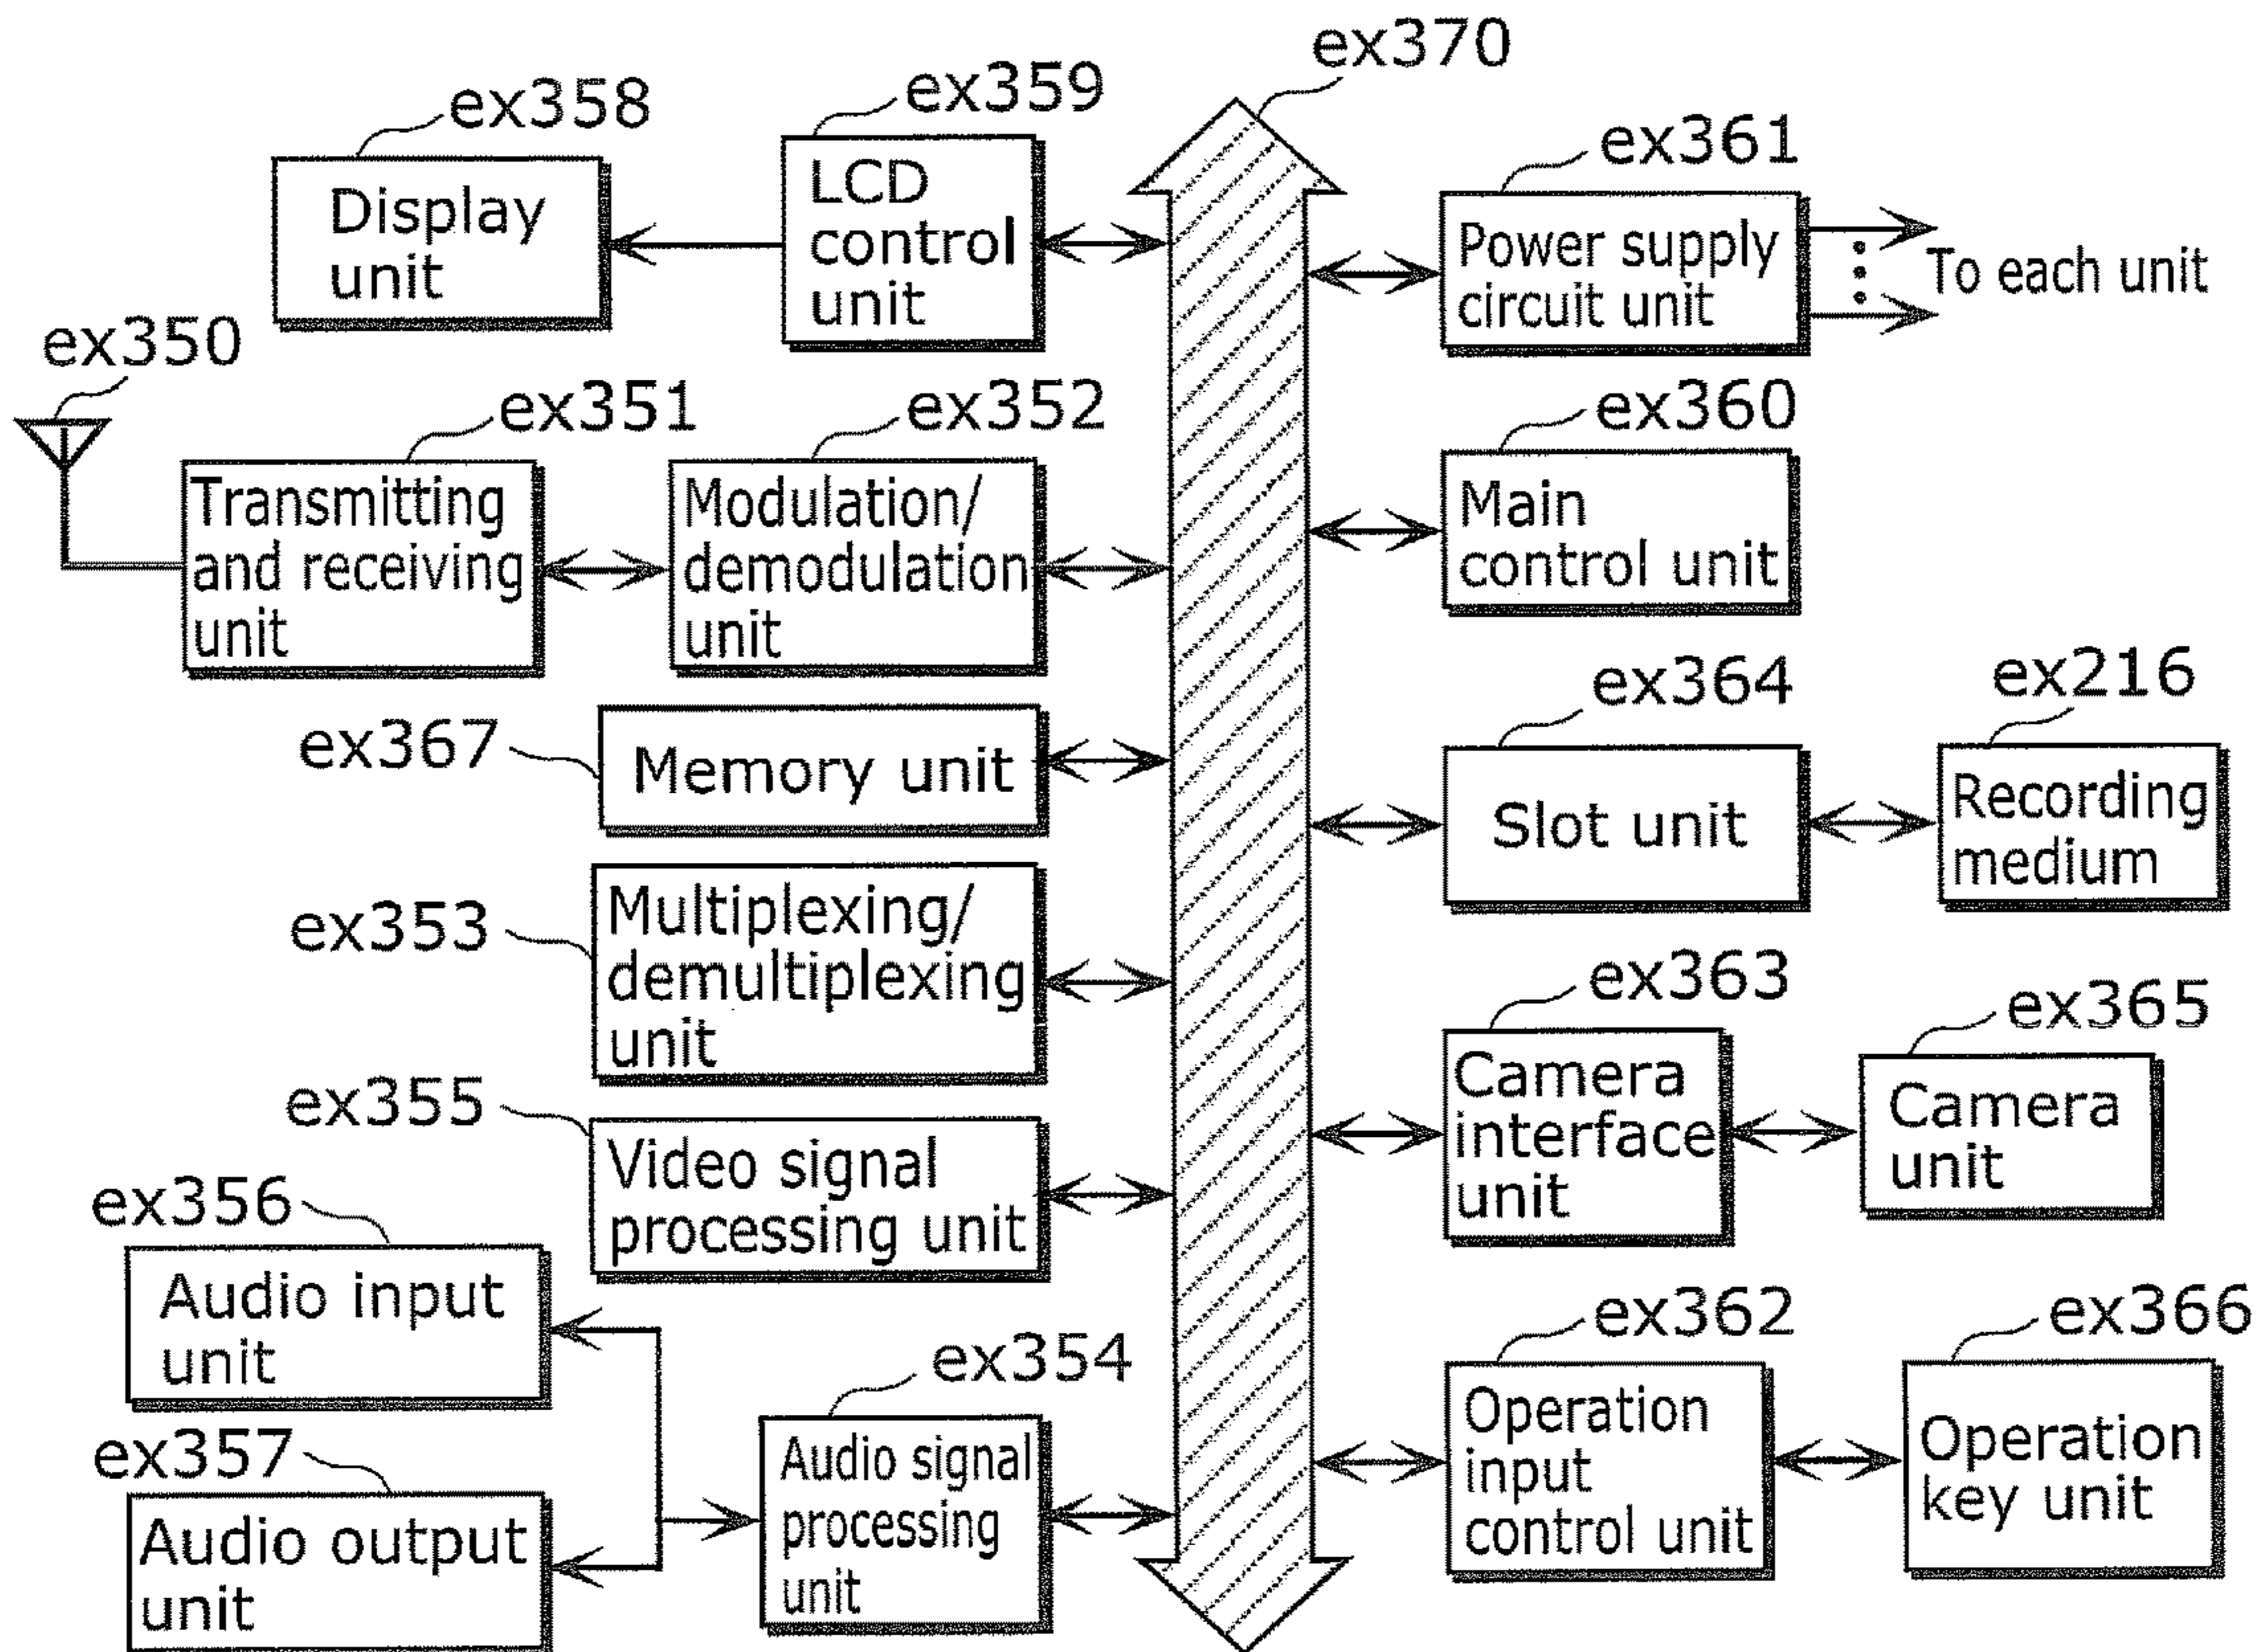 ex370
ex359
ex358
ex361
LCD
control
unit
Display
unit
Power supply
circuit unit
To each unit
ex350
ex351
ex352
ex360
Transmitting
and receiving
unit
Modulation/
demodulation
unit
Main
control unit
ex364
ex216
ex367
Memory unit
Slot unit
Recording
medium
ex353
Multiplexing/
demultiplexing
unit
ex363
ex365
Camera
interface
unit
Camera
unit
ex355
Video signal
processing unit
ex356
Audio input
unit
ex362
ex366
ex354
Operation
input
control unit
Operation
key unit
ex357
Audio output
unit
Audio signal
processing
unit